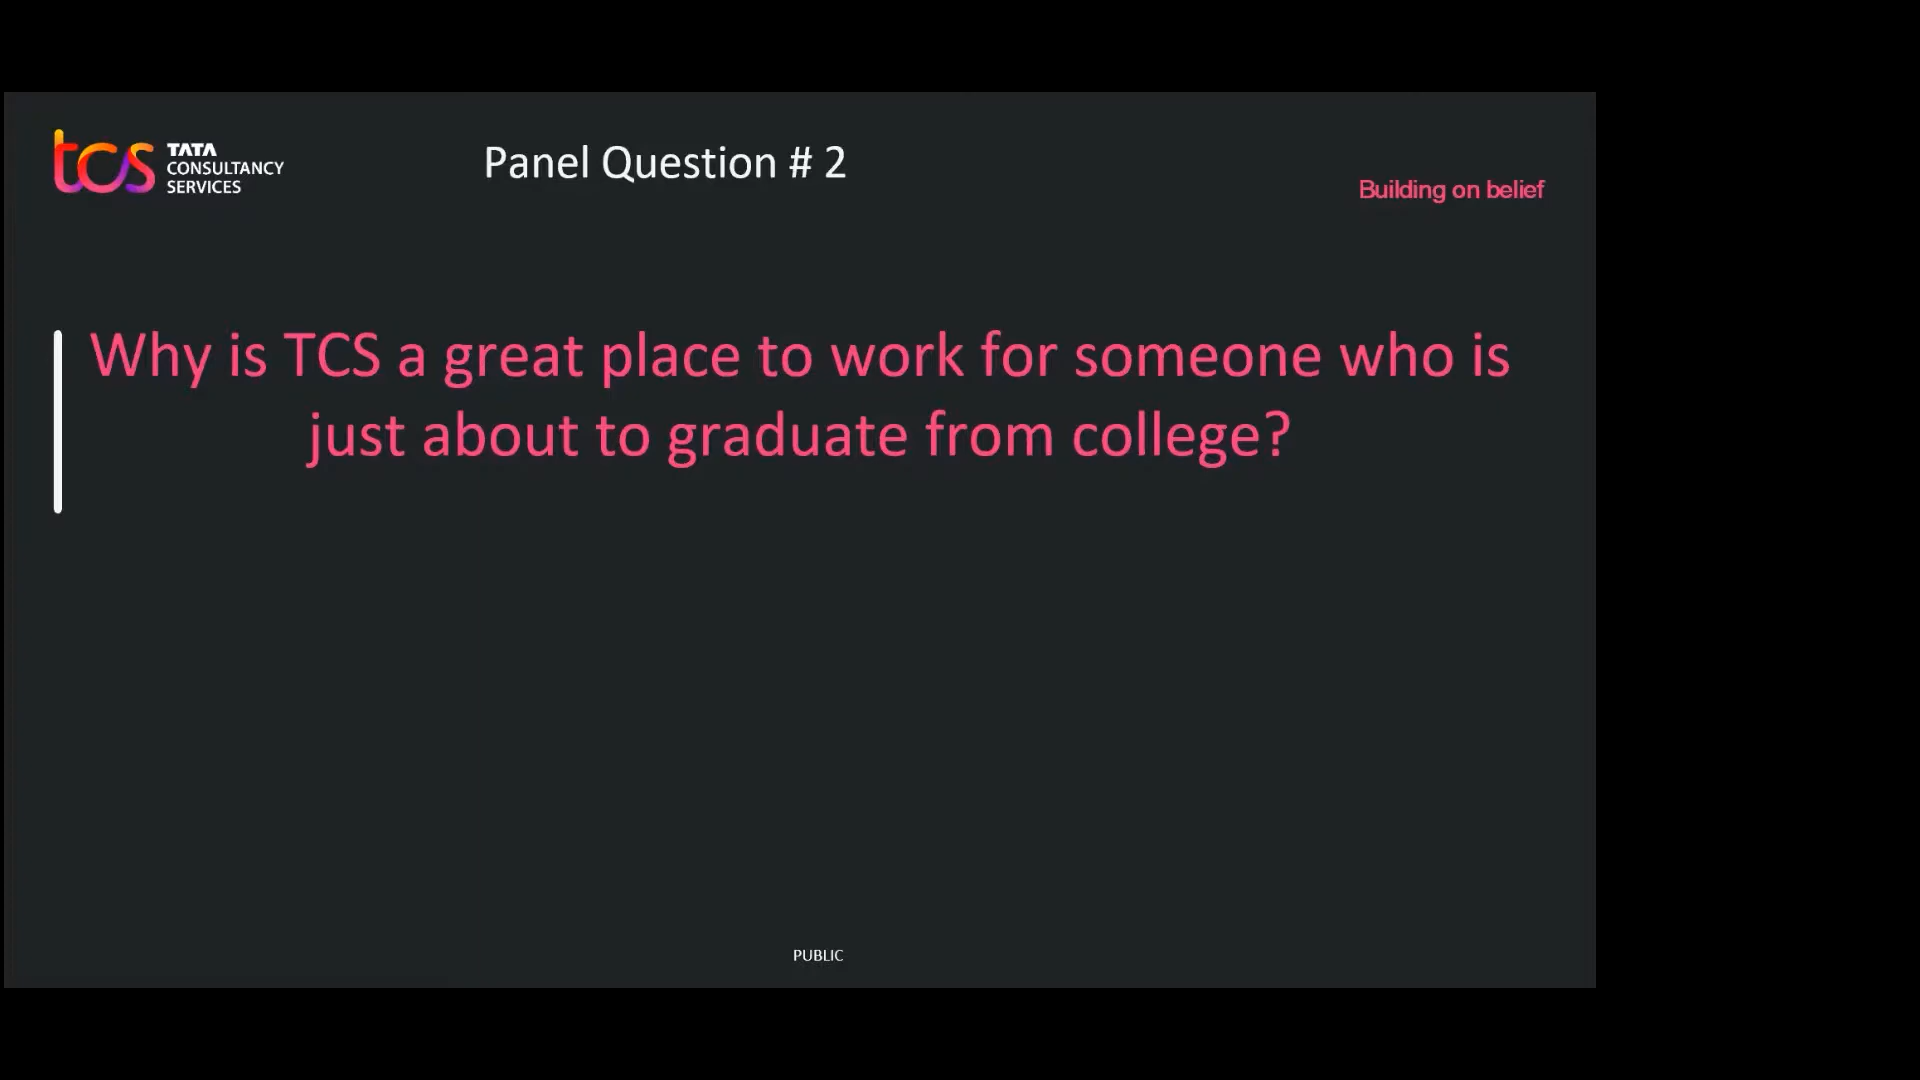 tcs TATA
CONSULTANCY
SERVICES
Panel Question # 2
Building on belief
Why is TCS a great place to work for someone who is
just about to graduate from college?
PUBLIC